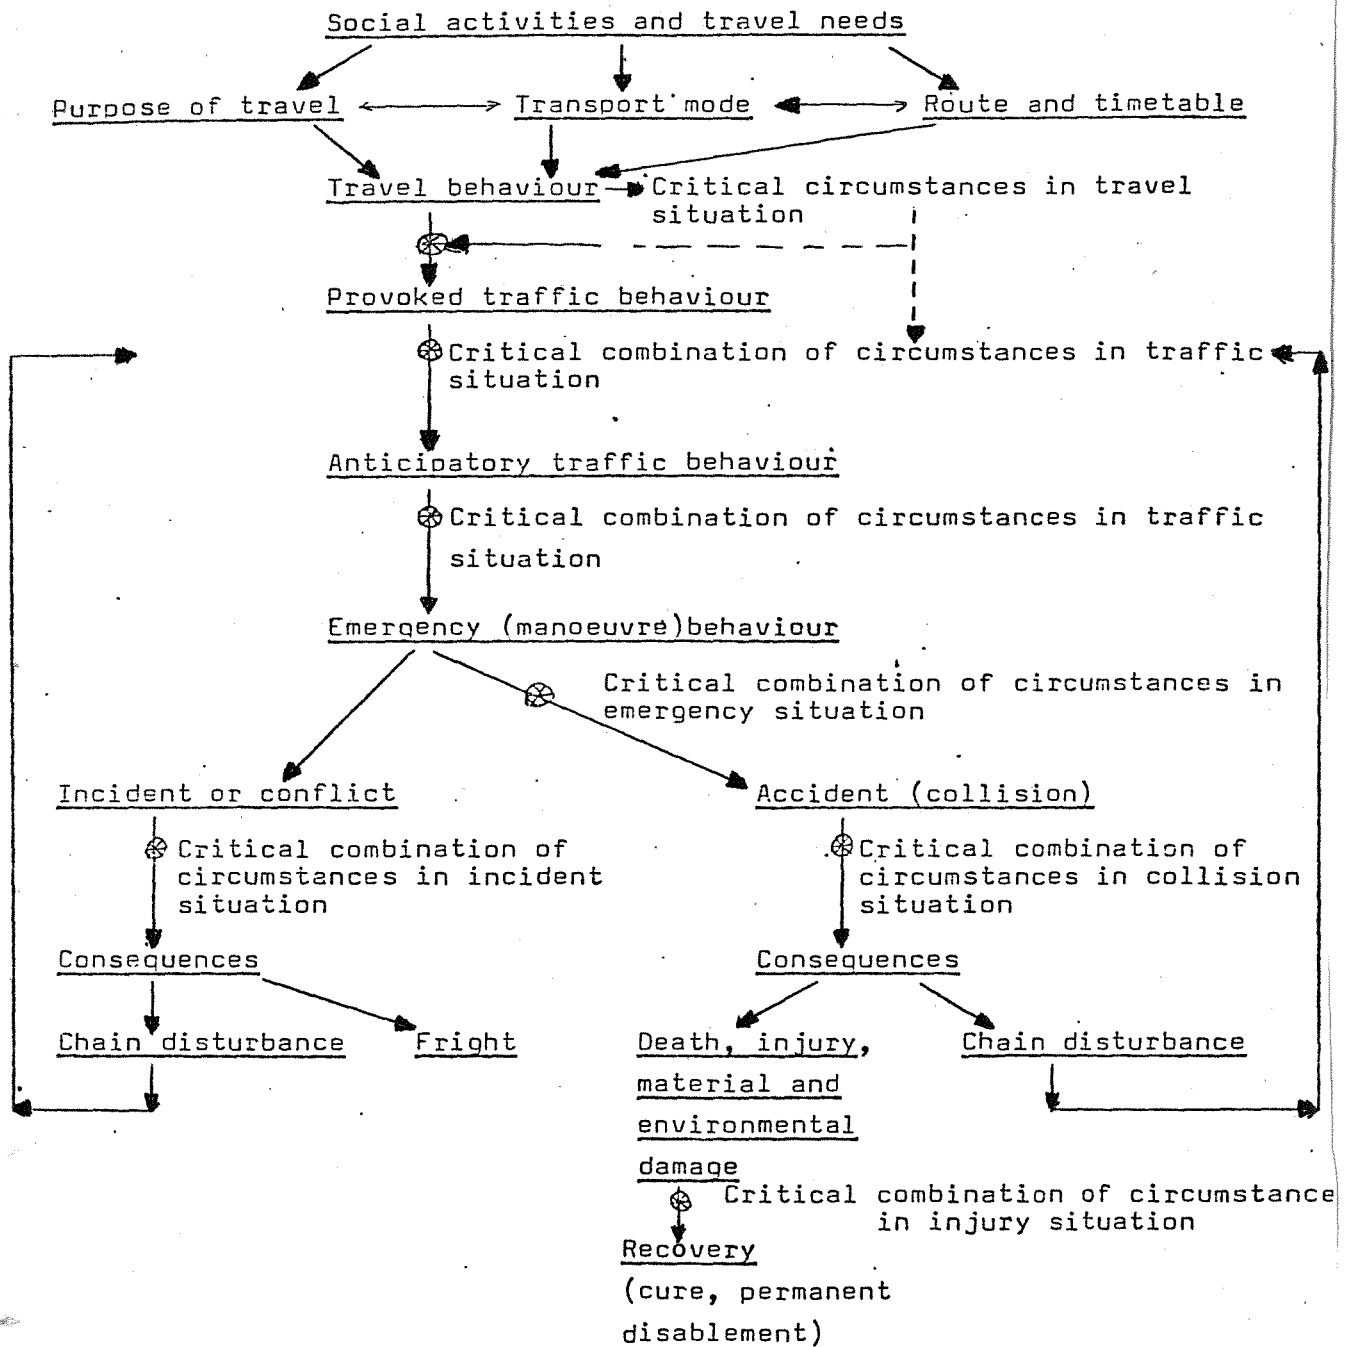 Social activities and travel needs
Purpose of travel
Transport mode
Route and timetable
Travel behaviour
Critical circumstances in travel
situation
Provoked traffic behaviour
Critical combination of circumstances in traffic
situation
Anticipatory traffic behaviour
Critical combination of circumstances in traffic
situation
Emergency (manoeuvre)behaviour
Critical combination of circumstances in
emergency situation
Incident or conflict
Accident (collision)
Critical combination of
circumstances in incident
situation
Critical combination of
circumstances in collision
situation
Consequences
Consequences
Chain disturbance
Fright
Death, injury,
material and
environmental
damage
Chain disturbance
Critical combination of circumstance
in injury situation
Recovery
(cure, permanent
disablement)